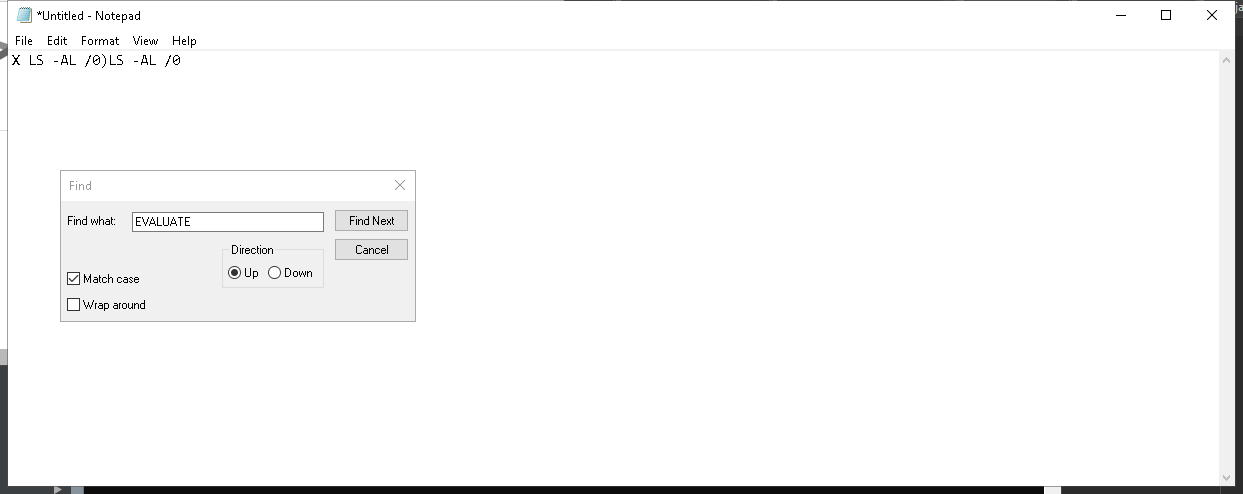 *Untitled - Notepad
File Edit Format View Help
X LS -AL /0)LS -AL /0
Find
Find what: EVALUATE Find Next
Direction Cancel
Up Down
Match case
Wrap around